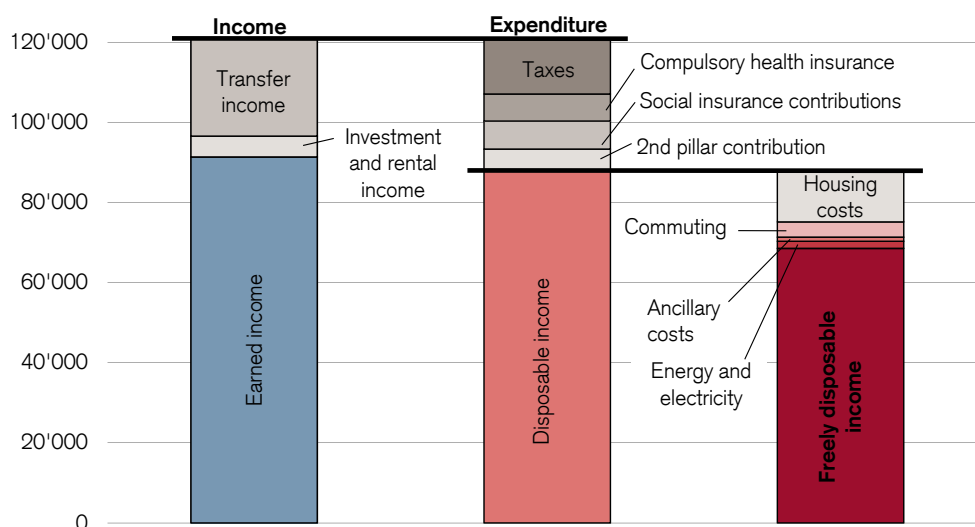 Income
Expenditure
120'000
100'000
80'000
60'000
40'000
20'000
0
Transfer
income
Investment
and rental
income
Earned income
Taxes
Compulsory health insurance
Social insurance contributions
2nd pillar contribution
Disposable income
Housing
costs
Commuting
Ancillary
costs
Energy and
electricity
Freely disposable
income